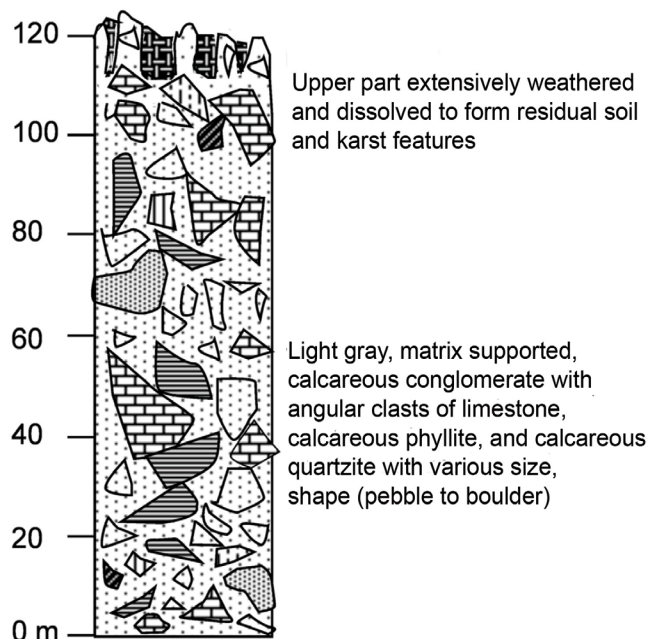 120
Upper part extensively weathered
and dissolved to form residual soil
100
and karst features
80
60
Light gray, matrix supported,
calcareous conglomerate with
angular clasts of limestone,
40
calcareous phyllite, and calcareous
quartzite with various size,
shape (pebble to boulder)
20
0 m